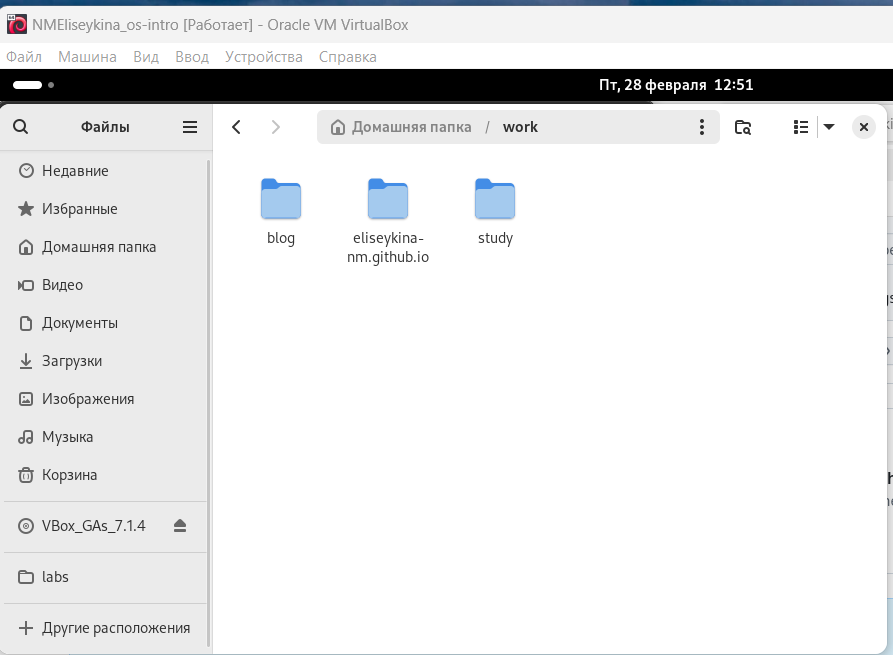 NMEliseykina_os-intro [Работает] - Oracle VM VirtualBox
Файл Машина Вид Ввод Устройства Справка
Пт, 28 февраля 12:51
Файлы
Домашняя папка / work
Недавние
Избранные
Домашняя папка
Видео
Документы
Загрузки
Изображения
Музыка
Корзина
VBox_GAs_7.1.4
labs
Другие расположения
blog
eliseykina-
nm.github.io
study